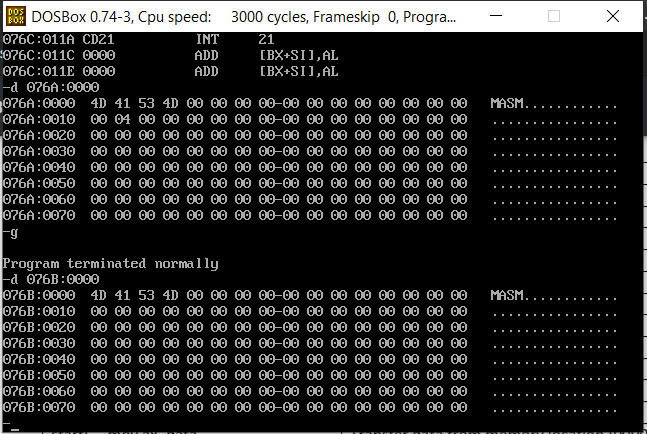 DOSBox 0.74-3, Cpu speed: 3000 cycles, Frameskip 0, Progra...
076C:011A CD21 INT 21
076C:011C 0000 ADD [BX+SI],AL
076C:011E 0000 ADD [BX+SI],AL
-d 076A:0000
076A:0000 4D 41 53 4D 00 00 00 00-00 00 00 00 00 00 00 00 MASM............
076A:0010 00 04 00 00 00 00 00 00-00 00 00 00 00 00 00 00 ................
076A:0020 00 00 00 00 00 00 00 00-00 00 00 00 00 00 00 00 ................
076A:0030 00 00 00 00 00 00 00 00-00 00 00 00 00 00 00 00 ................
076A:0040 00 00 00 00 00 00 00 00-00 00 00 00 00 00 00 00 ................
076A:0050 00 00 00 00 00 00 00 00-00 00 00 00 00 00 00 00 ................
076A:0060 00 00 00 00 00 00 00 00-00 00 00 00 00 00 00 00 ................
076A:0070 00 00 00 00 00 00 00 00-00 00 00 00 00 00 00 00 ................
-g
Program terminated normally
-d 076B:0000
076B:0000 4D 41 53 4D 00 00 00 00-00 00 00 00 00 00 00 00 MASM............
076B:0010 00 00 00 00 00 00 00 00-00 00 00 00 00 00 00 00 ................
076B:0020 00 00 00 00 00 00 00 00-00 00 00 00 00 00 00 00 ................
076B:0030 00 00 00 00 00 00 00 00-00 00 00 00 00 00 00 00 ................
076B:0040 00 00 00 00 00 00 00 00-00 00 00 00 00 00 00 00 ................
076B:0050 00 00 00 00 00 00 00 00-00 00 00 00 00 00 00 00 ................
076B:0060 00 00 00 00 00 00 00 00-00 00 00 00 00 00 00 00 ................
076B:0070 00 00 00 00 00 00 00 00-00 00 00 00 00 00 00 00 ................
-_